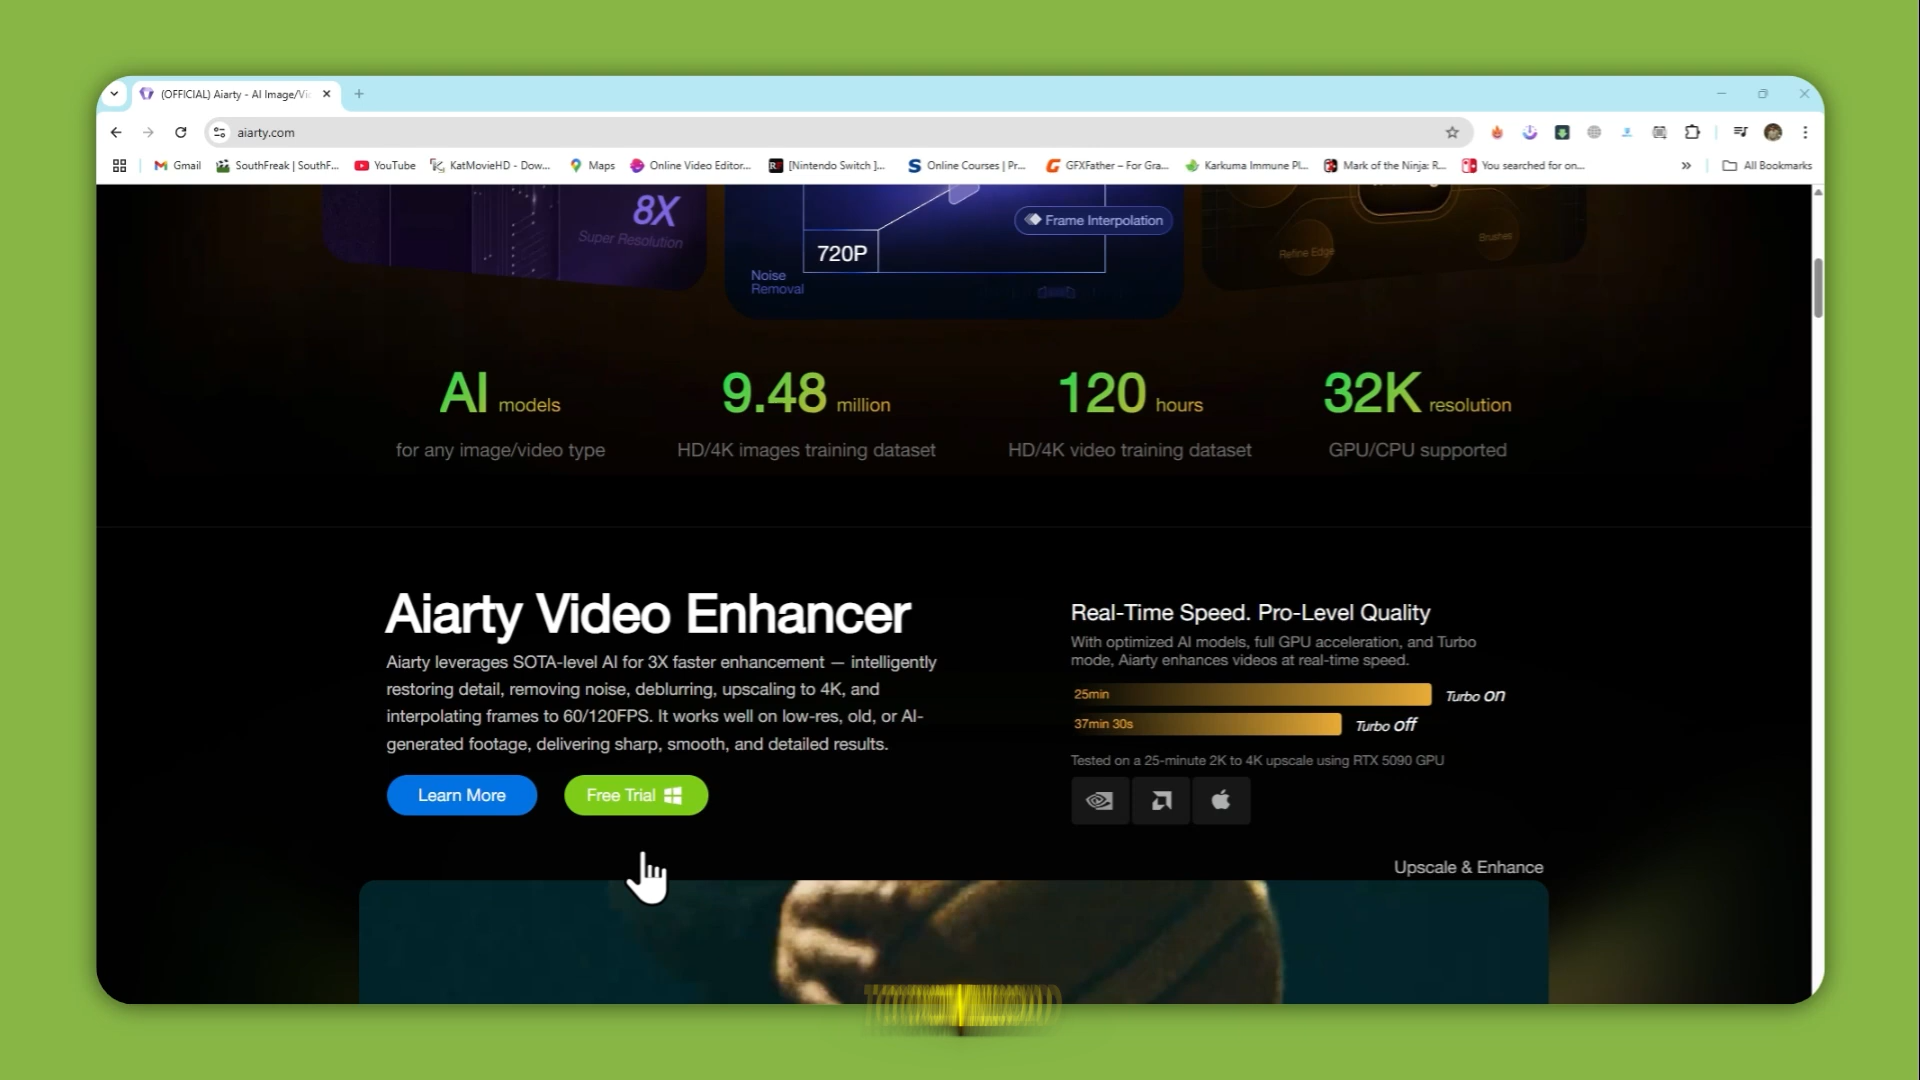 (OFFICIAL) Aiarty - AI Image/Vi
aiarty.com
Gmail
SouthFreak | SouthF...
YouTube
KatMovieHD - Dow...
Maps
Online Video Editor...
[Nintendo Switch ]...
Online Courses | Pr...
GFXFather – For Gra...
Karkuma Immune Pl...
Mark of the Ninja: R...
You searched for on...
All Bookmarks
8X
Super Resolution
720P
Noise
Removal
Frame Interpolation
Refine Edge
Brushes
AI models
for any image/video type
9.48 million
HD/4K images training dataset
120 hours
HD/4K video training dataset
32K resolution
GPU/CPU supported
Aiarty Video Enhancer
Aiarty leverages SOTA-level AI for 3X faster enhancement — intelligently
restoring detail, removing noise, deblurring, upscaling to 4K, and
interpolating frames to 60/120FPS. It works well on low-res, old, or AI-
generated footage, delivering sharp, smooth, and detailed results.
Learn More
Free Trial
Real-Time Speed. Pro-Level Quality
With optimized AI models, full GPU acceleration, and Turbo
mode, Aiarty enhances videos at real-time speed.
25min
Turbo on
37min 30s
Turbo off
Tested on a 25-minute 2K to 4K upscale using RTX 5090 GPU
Upscale & Enhance